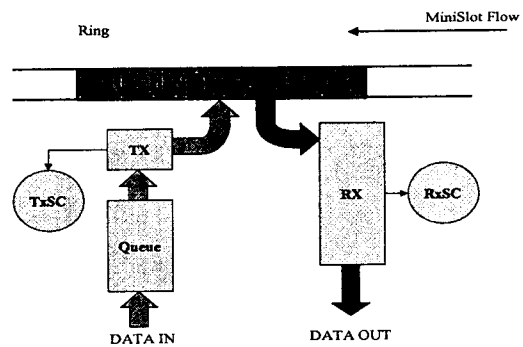 Ring
MiniSlot Flow
TX
TxSC
RX
RxSC
Queue
DATA IN
DATA OUT